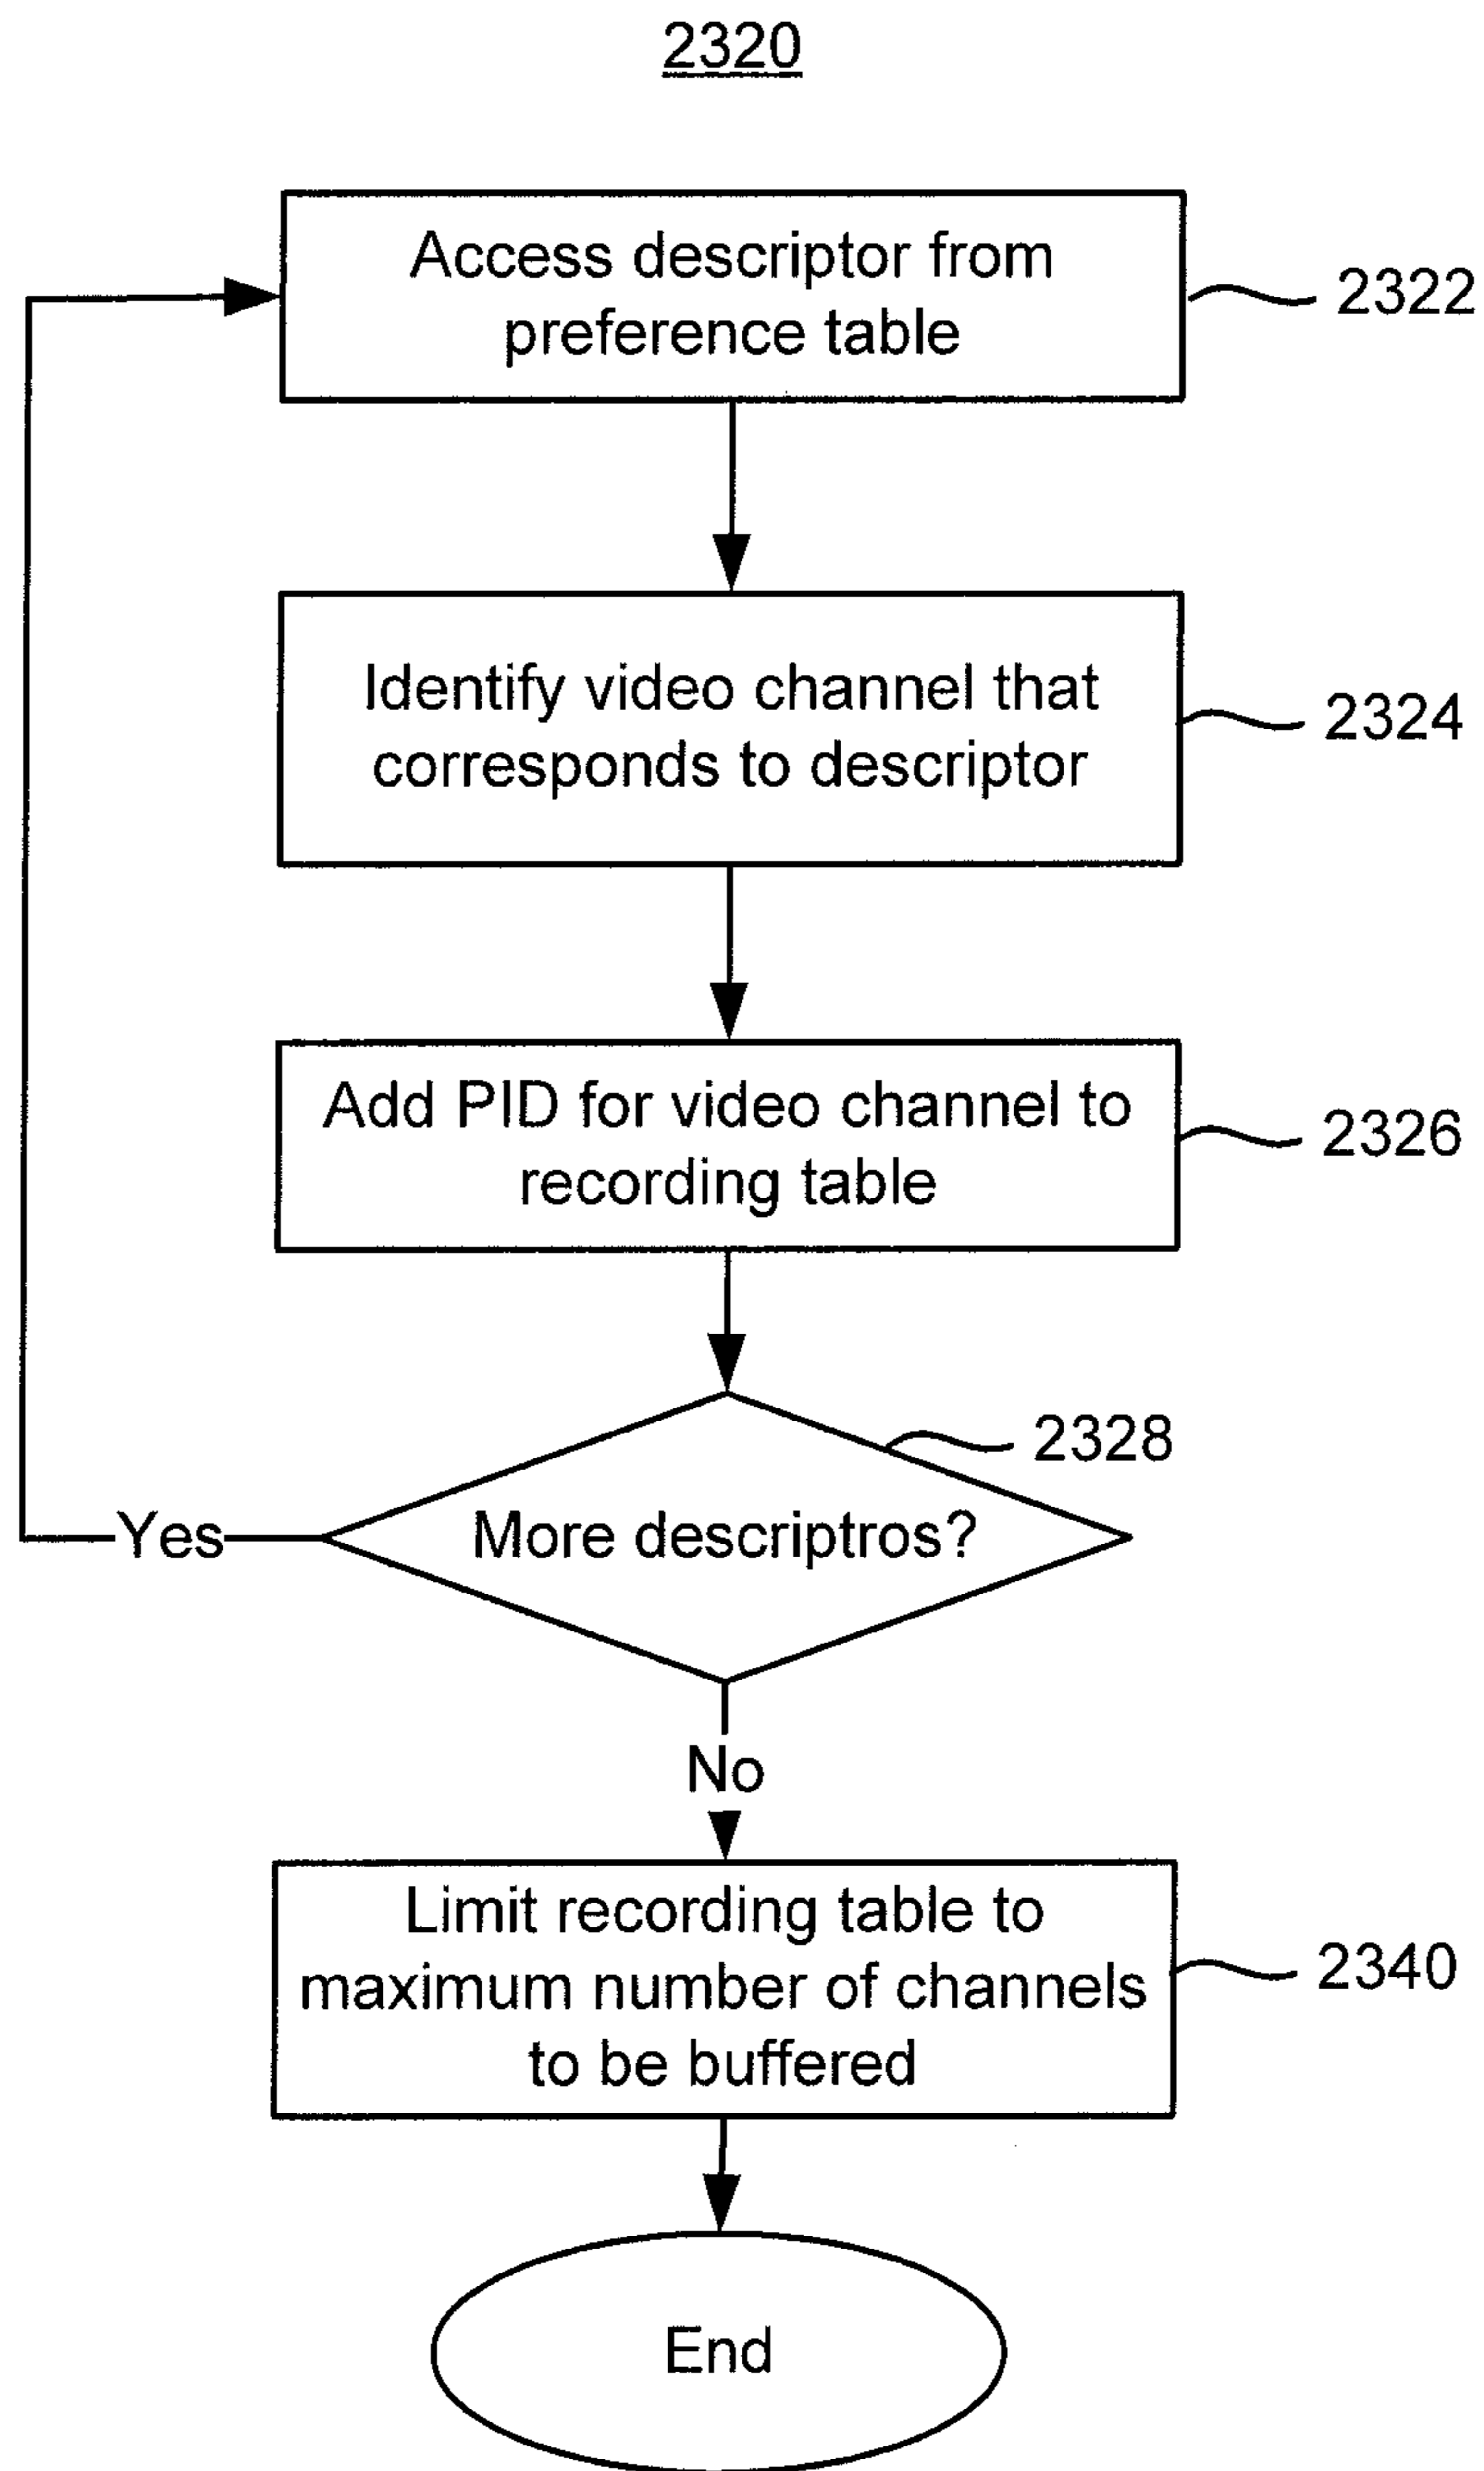 2320
Access descriptor from
preference table
2322
Identify video channel that
corresponds to descriptor
2324
Add PID for video channel to
recording table
2326
2328
More descriptros?
Yes
No
Limit recording table to
maximum number of channels
to be buffered
2340
End